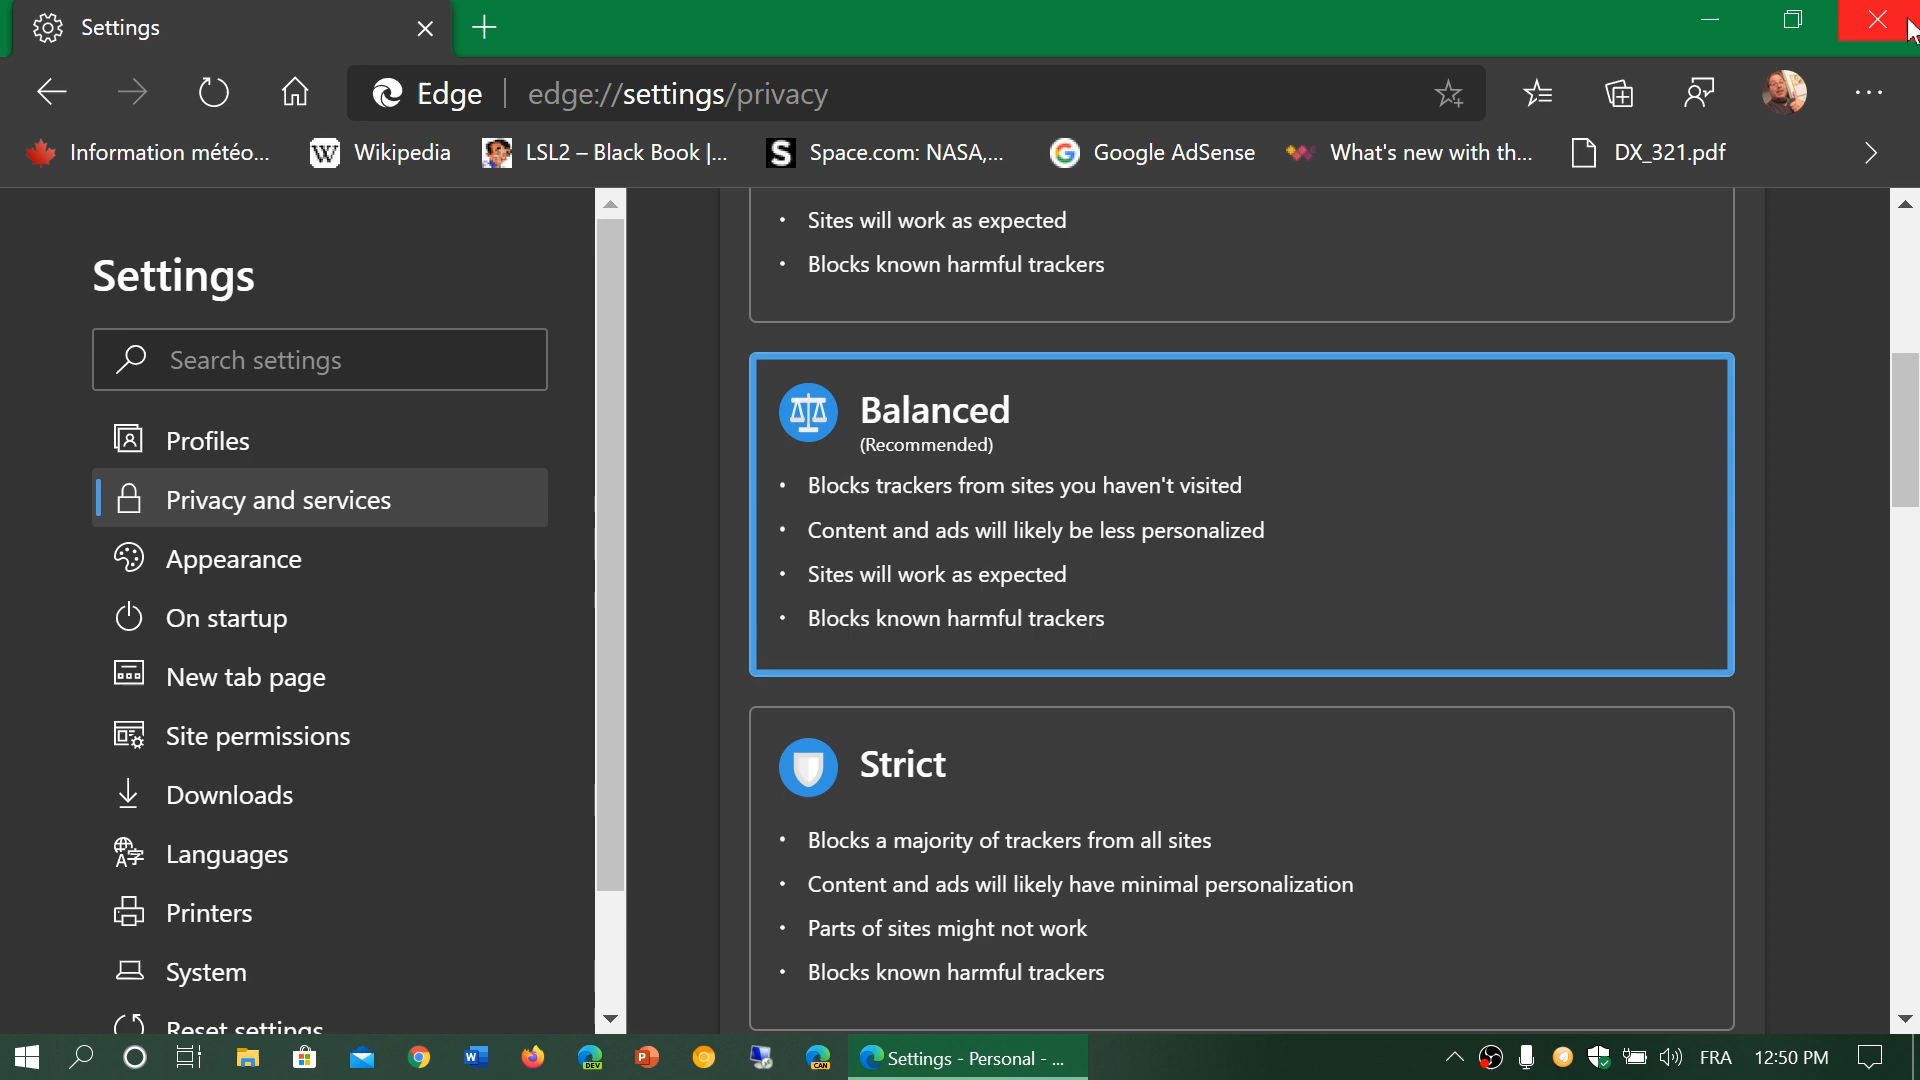 Settings
Edge
edge://settings/privacy
Information météo...
Wikipedia
LSL2 – Black Book |...
Space.com: NASA,...
Google AdSense
What's new with th...
DX_321.pdf
Settings
Search settings
Profiles
Privacy and services
Appearance
On startup
New tab page
Site permissions
Downloads
Languages
Printers
System
Reset settings
• Sites will work as expected
• Blocks known harmful trackers
Balanced
(Recommended)
• Blocks trackers from sites you haven't visited
• Content and ads will likely be less personalized
• Sites will work as expected
• Blocks known harmful trackers
Strict
• Blocks a majority of trackers from all sites
• Content and ads will likely have minimal personalization
• Parts of sites might not work
• Blocks known harmful trackers
DEV
CAN
Settings - Personal - ...
FRA
12:50 PM